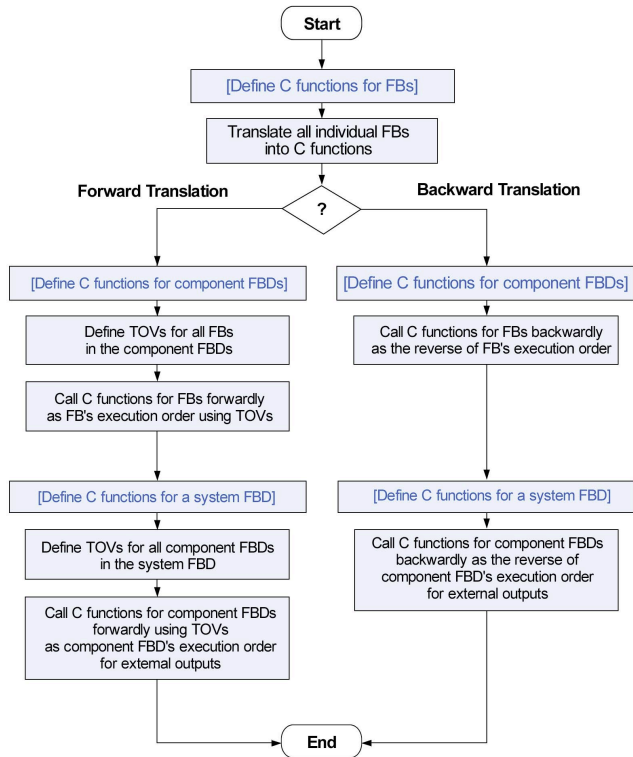 Start
[Define C functions for FBs]
Translate all individual FBs
into C functions
Forward Translation
Backward Translation
?
[Define C functions for component FBDs]
Define TOVs for all FBs
in the component FBDs
Call C functions for FBs forwardly
as FB's execution order using TOVs
[Define C functions for a system FBD]
Define TOVs for all component FBDs
in the system FBD
Call C functions for component FBDs
forwardly using TOVs
as component FBD's execution order
for external outputs
[Define C functions for component FBDs]
Call C functions for FBs backwardly
as the reverse of FB's execution order
[Define C functions for a system FBD]
Call C functions for component FBDs
backwardly as the reverse of
component FBD's execution order
for external outputs
End